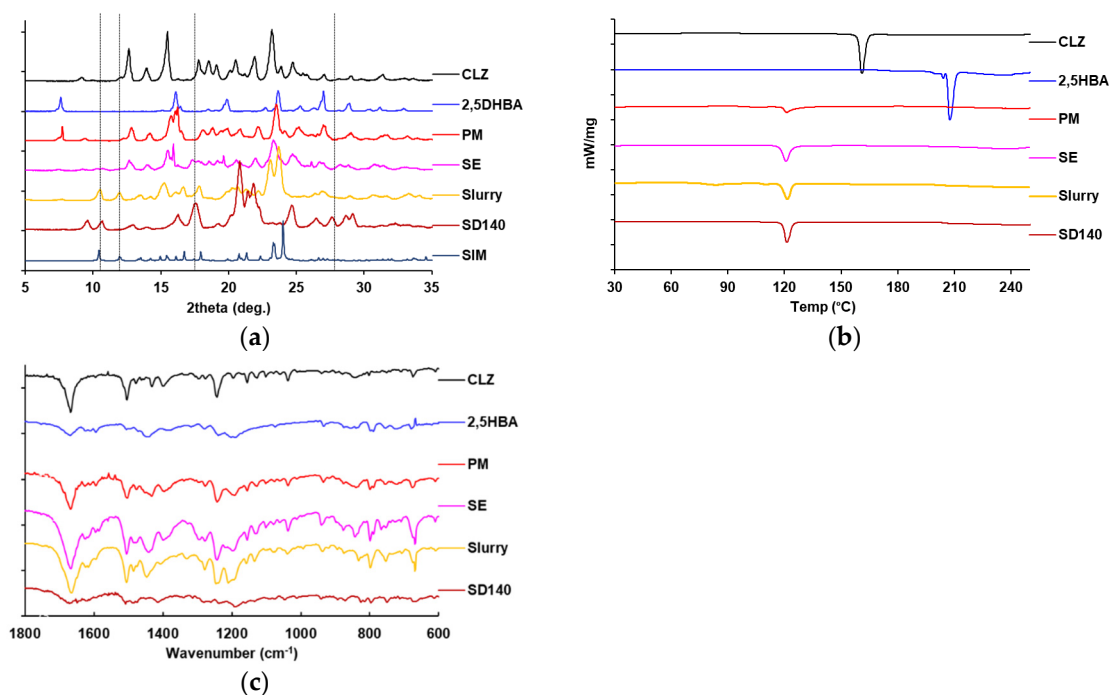 CLZ
2,5DHBA
PM
SE
Slurry
SD140
SIM
5 10 15 20 25 30 35
2theta (deg.)
(a)
mW/mg
CLZ
2,5HBA
PM
SE
Slurry
SD140
30 60 90 120 150 180 210 240
Temp (°C)
(b)
CLZ
2,5HBA
PM
SE
Slurry
SD140
1800 1600 1400 1200 1000 800 600
Wavenumber (cm⁻¹)
(c)